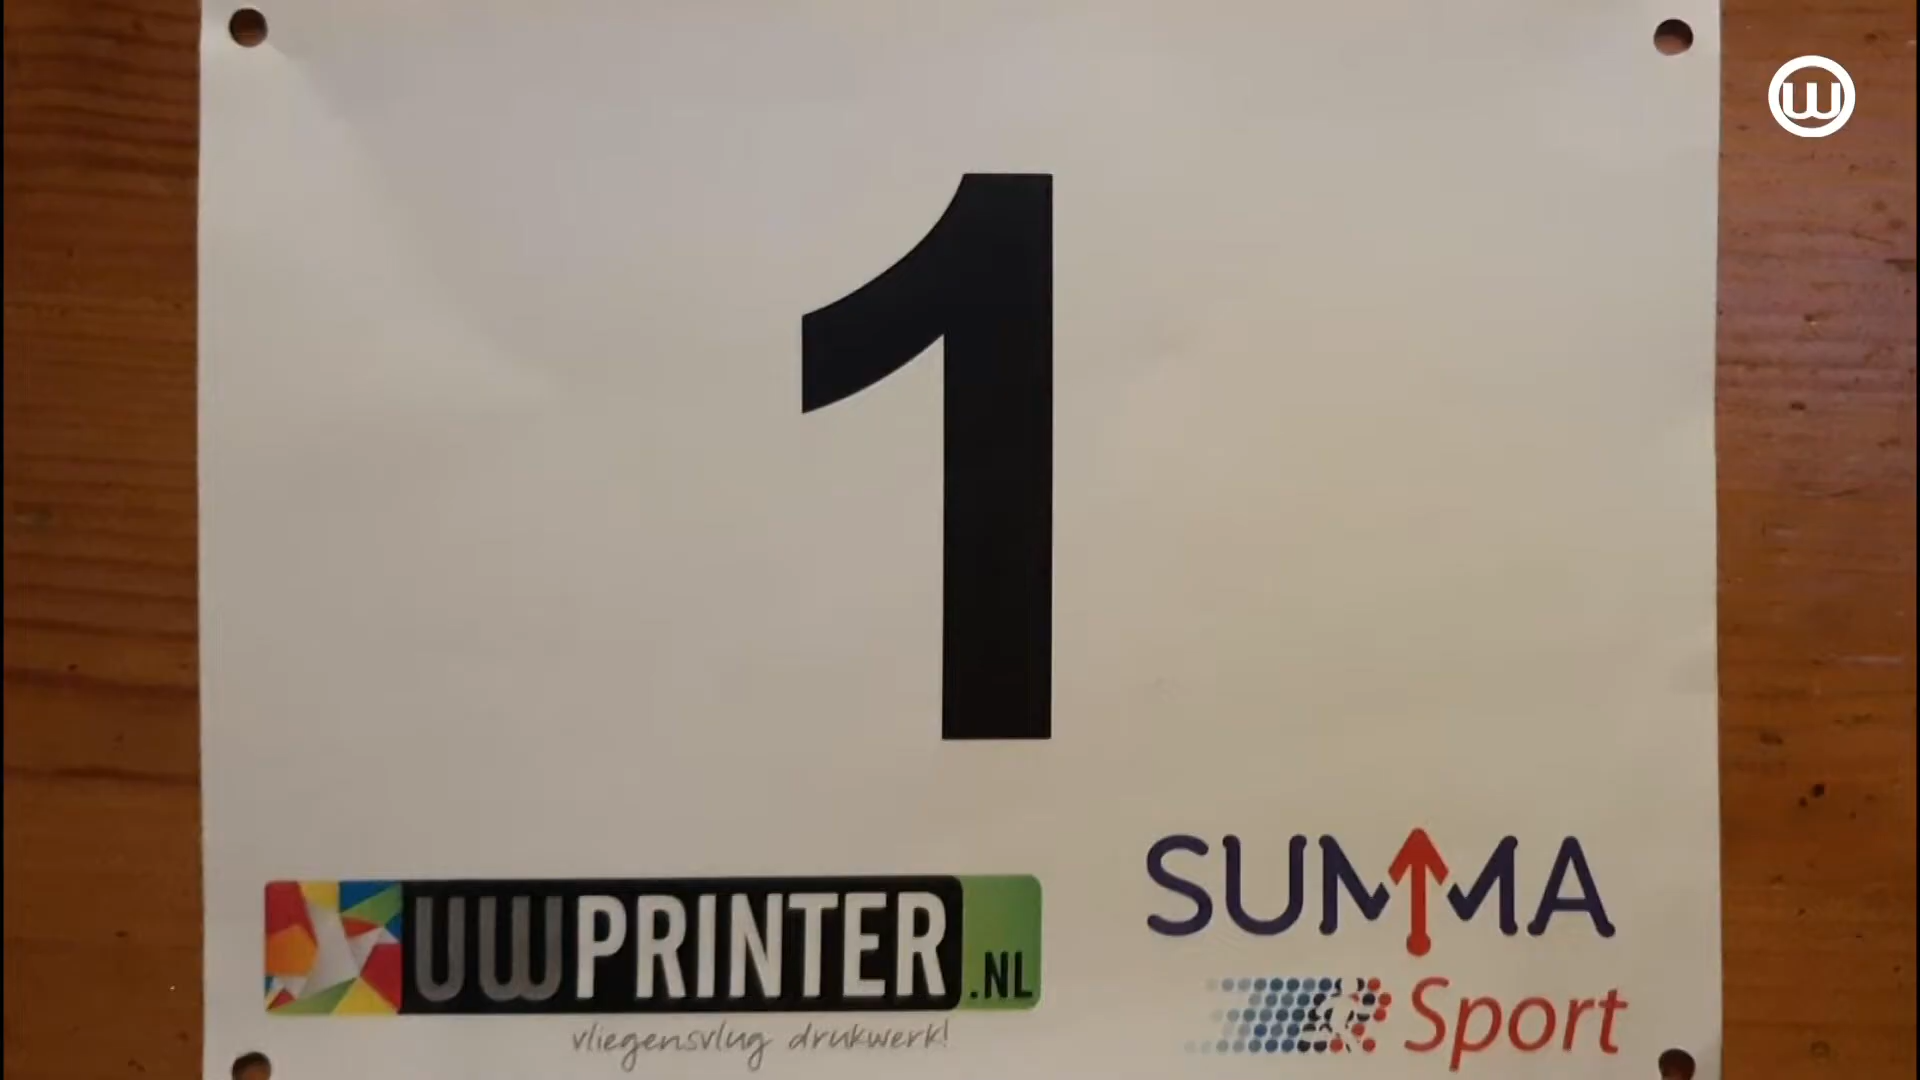 W
1
UWPRINTER.NL
vliegensvlug drukwerk!
SUMMA
Sport